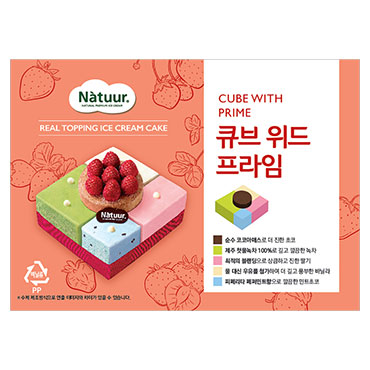 Natuur.
NATURAL PREMIUM ICE CREAM
REAL TOPPING ICE CREAM CAKE
Natuur.
PP
CUBE WITH
PRIME
큐브 위드
프라임
순수 코코아매스로 더 진한 초코
제주 첫물녹차 100%로 깊고 깔끔한 녹차
최적의 블렌딩으로 상큼하고 진한 딸기
물 대신 우유를 첨가하여 더 깊고 풍부한 바닐라
피페리타 페퍼민트향으로 깔끔한 민트초코